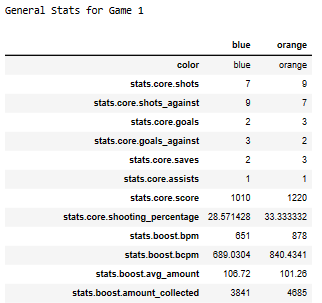 General Stats for Game 1
blue orange
color blue orange
stats.core.shots 7 9
stats.core.shots_against 9 7
stats.core.goals 2 3
stats.core.goals_against 3 2
stats.core.saves 2 3
stats.core.assists 1 1
stats.core.score 1010 1220
stats.core.shooting_percentage 28.571428 33.333332
stats.boost.bpm 651 878
stats.boost.bcpm 689.0304 840.4341
stats.boost.avg_amount 106.72 101.26
stats.boost.amount_collected 3841 4685